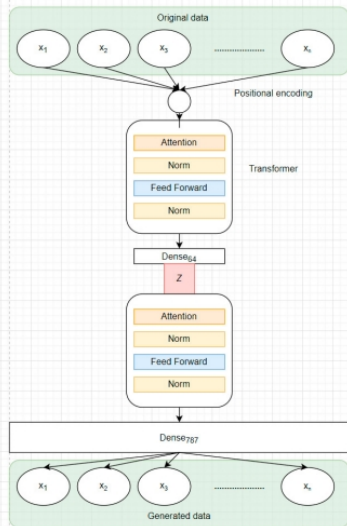 Original data
x1 x2 x3 ................... xn
Positional encoding
Attention
Transformer
Norm
Feed Forward
Norm
Dense64
Z
Attention
Norm
Feed Forward
Norm
Dense787
x1 x2 x3 ................... xn
Generated data